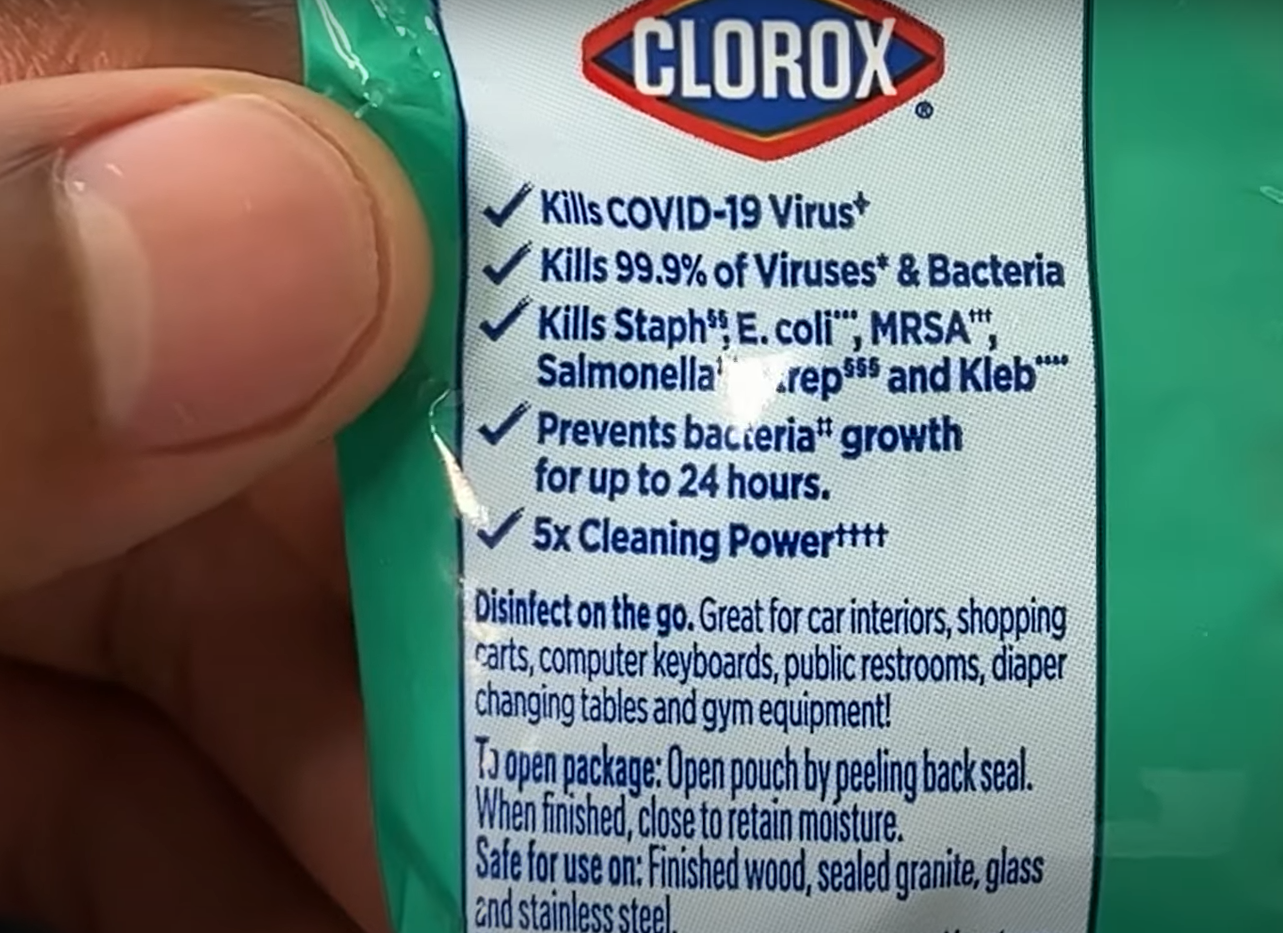 CLOROX®
✓ Kills COVID-19 Virus✦
✓ Kills 99.9% of Viruses* & Bacteria
✓ Kills Staph§§, E. coli***, MRSA†††,
Salmonella and Kleb****
✓ Prevents bacteria‡‡ growth
for up to 24 hours.
✓ 5x Cleaning Power††††
Disinfect on the go. Great for car interiors, shopping
carts, computer keyboards, public restrooms, diaper
changing tables and gym equipment!
To open package: Open pouch by peeling back seal.
When finished, close to retain moisture.
Safe for use on: Finished wood, sealed granite, glass
and stainless steel.